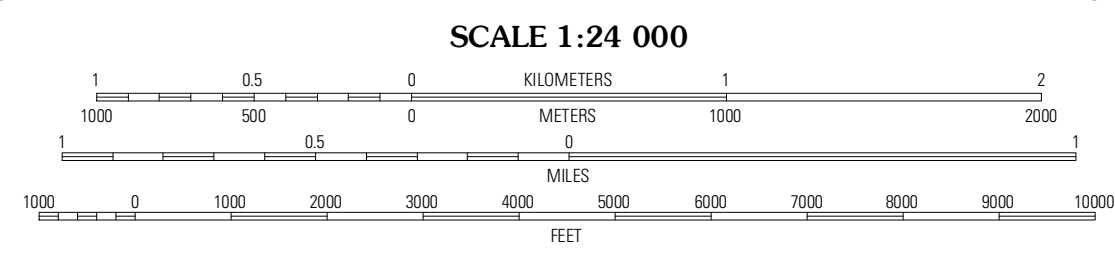 SCALE 1:24 000
1 0.5 0 KILOMETERS 1 2
1000 500 0 METERS 1000 2000
1 0.5 0 1
MILES
1000 0 1000 2000 3000 4000 5000 6000 7000 8000 9000 10000
FEET